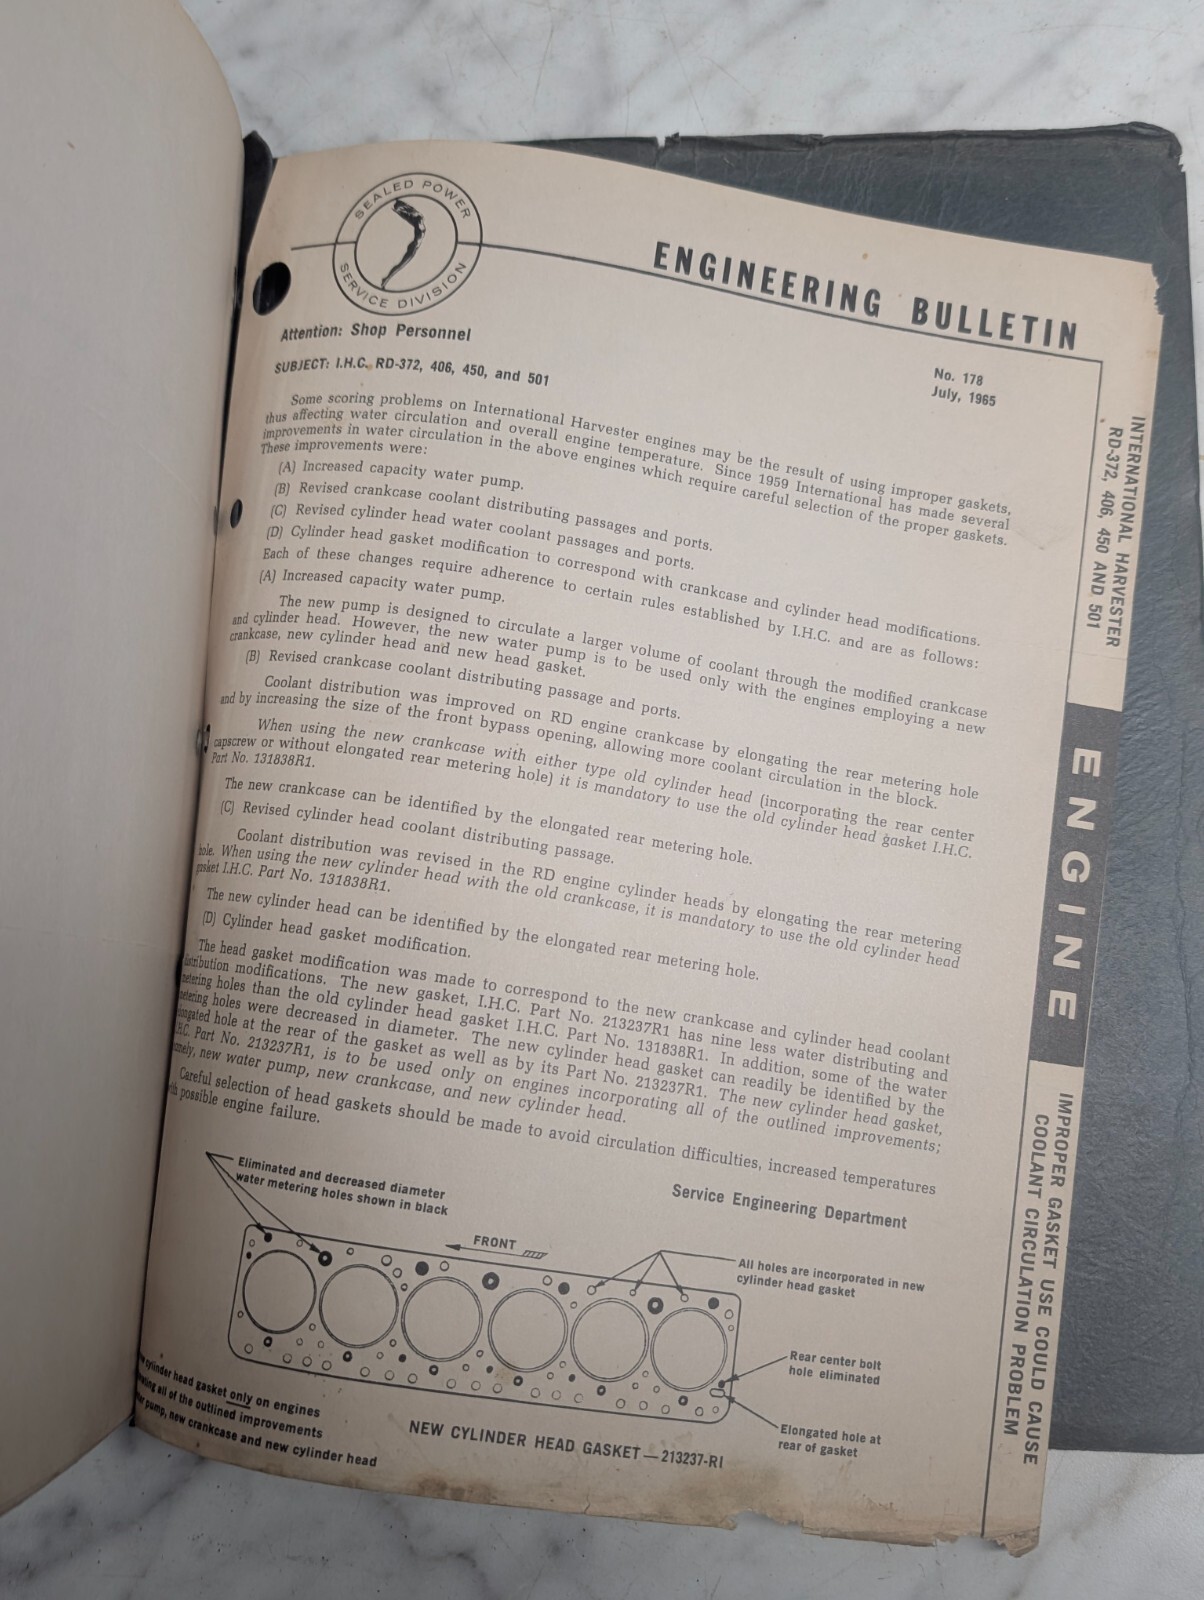 SEALED POWER
SERVICE DIVISION
ENGINEERING BULLETIN
Attention: Shop Personnel
SUBJECT: I.H.C. RD-372, 406, 450, and 501
No. 178
July, 1965
Some scoring problems on International Harvester engines may be the result of using improper gaskets,
thus affecting water circulation and overall engine temperature. Since 1959 International has made several
improvements in water circulation in the above engines which require careful selection of the proper gaskets.
These improvements were:
(A) Increased capacity water pump.
(B) Revised crankcase coolant distributing passages and ports.
(C) Revised cylinder head water coolant passages and ports.
(D) Cylinder head gasket modification to correspond with crankcase and cylinder head modifications.
Each of these changes require adherence to certain rules established by I.H.C. and are as follows:
(A) Increased capacity water pump.
The new pump is designed to circulate a larger volume of coolant through the modified crankcase
and cylinder head. However, the new water pump is to be used only with the engines employing a new
crankcase, new cylinder head and new head gasket.
(B) Revised crankcase coolant distributing passage and ports.
Coolant distribution was improved on RD engine crankcase by elongating the rear metering hole
and by increasing the size of the front bypass opening, allowing more coolant circulation in the block.
When using the new crankcase with either type old cylinder head (incorporating the rear center
capscrew or without elongated rear metering hole) it is mandatory to use the old cylinder head gasket I.H.C.
Part No. 131838R1.
The new crankcase can be identified by the elongated rear metering hole.
(C) Revised cylinder head coolant distributing passage.
Coolant distribution was revised in the RD engine cylinder heads by elongating the rear metering
hole. When using the new cylinder head with the old crankcase, it is mandatory to use the old cylinder head
gasket I.H.C. Part No. 131838R1.
The new cylinder head can be identified by the elongated rear metering hole.
(D) Cylinder head gasket modification.
The head gasket modification was made to correspond to the new crankcase and cylinder head coolant
distribution modifications. The new gasket, I.H.C. Part No. 213237R1 has nine less water distributing and
metering holes than the old cylinder head gasket I.H.C. Part No. 131838R1. In addition, some of the water
metering holes were decreased in diameter. The new cylinder head gasket can readily be identified by the
elongated hole at the rear of the gasket as well as by its Part No. 213237R1. The new cylinder head gasket,
I.H.C. Part No. 213237R1, is to be used only on engines incorporating all of the outlined improvements;
namely, new water pump, new crankcase, and new cylinder head.
Careful selection of head gaskets should be made to avoid circulation difficulties, increased temperatures
with possible engine failure.
Service Engineering Department
Eliminated and decreased diameter
water metering holes shown in black
FRONT
All holes are incorporated in new
cylinder head gasket
Rear center bolt
hole eliminated
Elongated hole at
rear of gasket
cylinder head gasket only on engines
all of the outlined improvements
pump, new crankcase and new cylinder head
NEW CYLINDER HEAD GASKET — 213237-RI
INTERNATIONAL HARVESTER
RD-372, 406, 450 AND 501
ENGINE
IMPROPER GASKET USE COULD CAUSE
COOLANT CIRCULATION PROBLEM